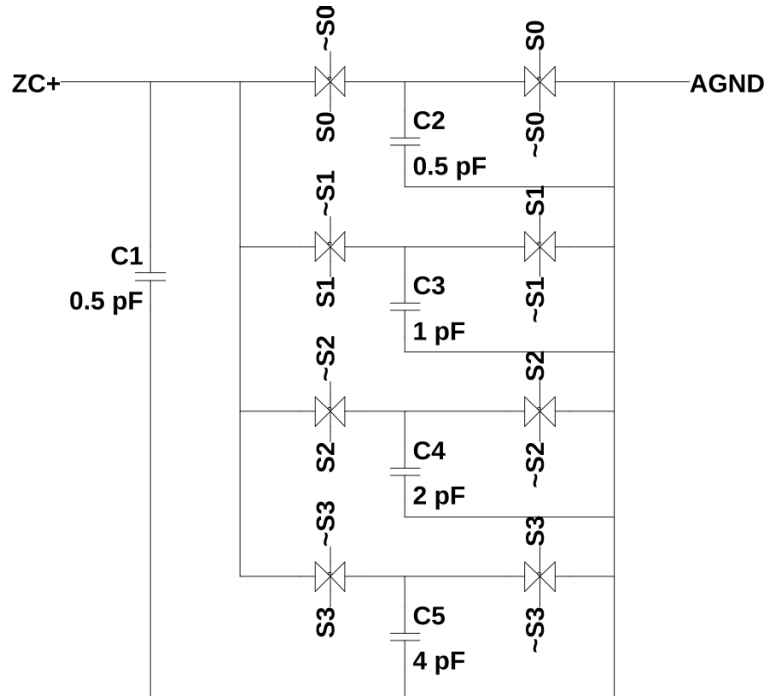 ~S0
S0
ZC+
AGND
S0
~S0
C2
0.5 pF
~S1
S1
S1
~S1
C1
0.5 pF
C3
1 pF
~S2
S2
S2
~S2
C4
2 pF
~S3
S3
S3
~S3
C5
4 pF